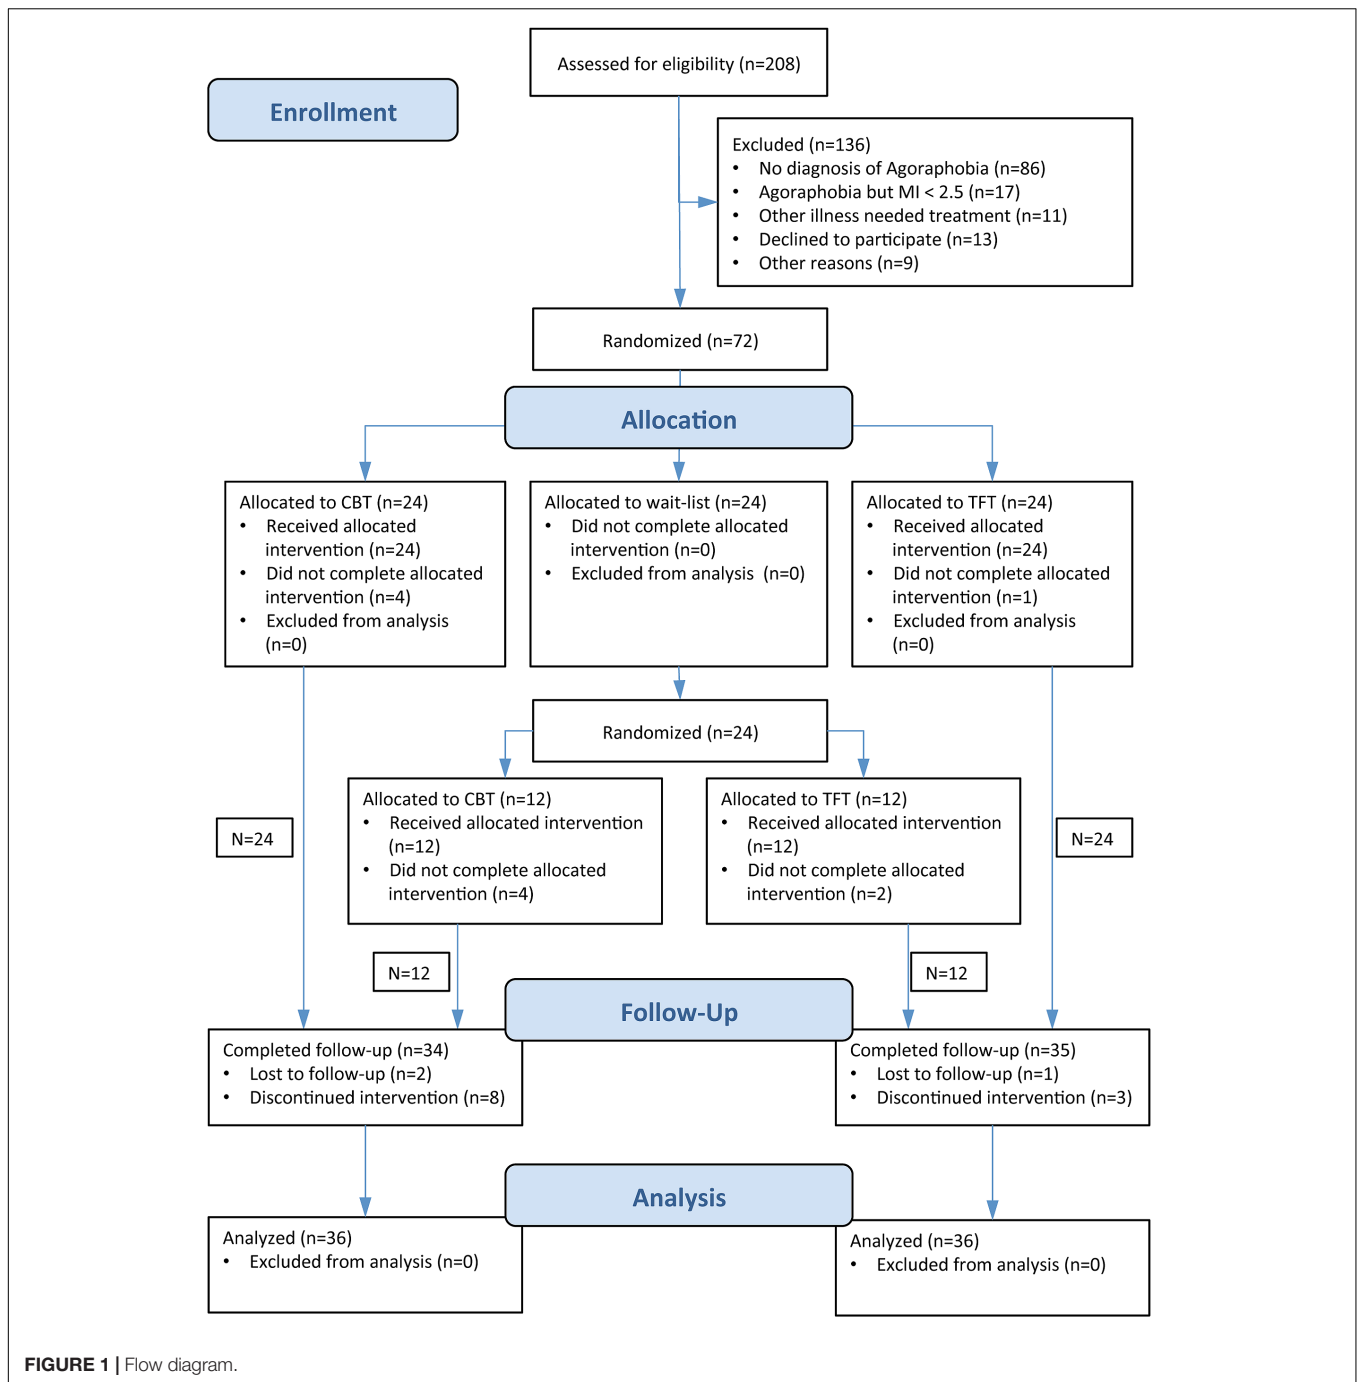 Assessed for eligibility (n=208)
Enrollment
Excluded (n=136)
• No diagnosis of Agoraphobia (n=86)
• Agoraphobia but MI < 2.5 (n=17)
• Other illness needed treatment (n=11)
• Declined to participate (n=13)
• Other reasons (n=9)
Randomized (n=72)
Allocation
Allocated to CBT (n=24)
• Received allocated
intervention (n=24)
• Did not complete allocated
intervention (n=4)
• Excluded from analysis
(n=0)
Allocated to wait-list (n=24)
• Did not complete allocated
intervention (n=0)
• Excluded from analysis (n=0)
Allocated to TFT (n=24)
• Received allocated
intervention (n=24)
• Did not complete allocated
intervention (n=1)
• Excluded from analysis
(n=0)
Randomized (n=24)
Allocated to CBT (n=12)
• Received allocated intervention
(n=12)
• Did not complete allocated
intervention (n=4)
Allocated to TFT (n=12)
• Received allocated intervention
(n=12)
• Did not complete allocated
intervention (n=2)
N=24
N=24
N=12
N=12
Follow-Up
Completed follow-up (n=34)
• Lost to follow-up (n=2)
• Discontinued intervention (n=8)
Completed follow-up (n=35)
• Lost to follow-up (n=1)
• Discontinued intervention (n=3)
Analysis
Analyzed (n=36)
• Excluded from analysis (n=0)
Analyzed (n=36)
• Excluded from analysis (n=0)
FIGURE 1 | Flow diagram.